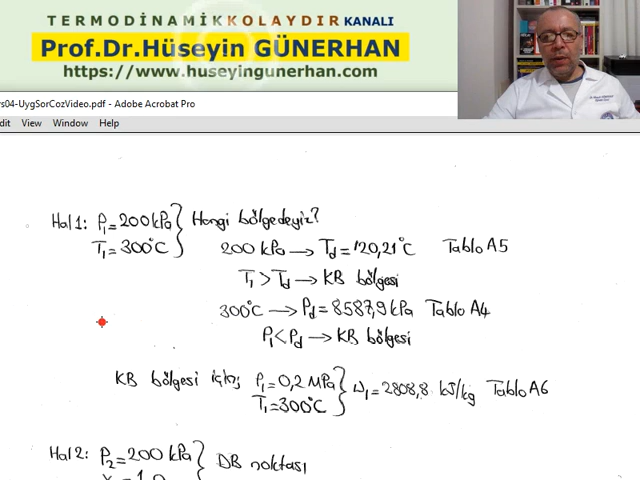 TERMODİNAMİKKOLAYDIR KANALI
Prof.Dr.Hüseyin GÜNERHAN
https://www.huseyingunerhan.com
rs04-UygSorCozVideo.pdf - Adobe Acrobat Pro
dit View Window Help
Hal 1: P₁=200 kPa } Hangi bölgedeyiz?
T₁=300°C
200 kPa → Td=120,21°C Tablo A5
T₁ > Td → KB bölgesi
300°C → Pd=8587,9 kPa Tablo A4
P₁ < Pd → KB bölgesi
KB bölgesi için; P₁=0,2 MPa } u₁=2808,8 kJ/kg Tablo A6
T₁=300°C
Hal 2: P₂=200 kPa } DB noktası